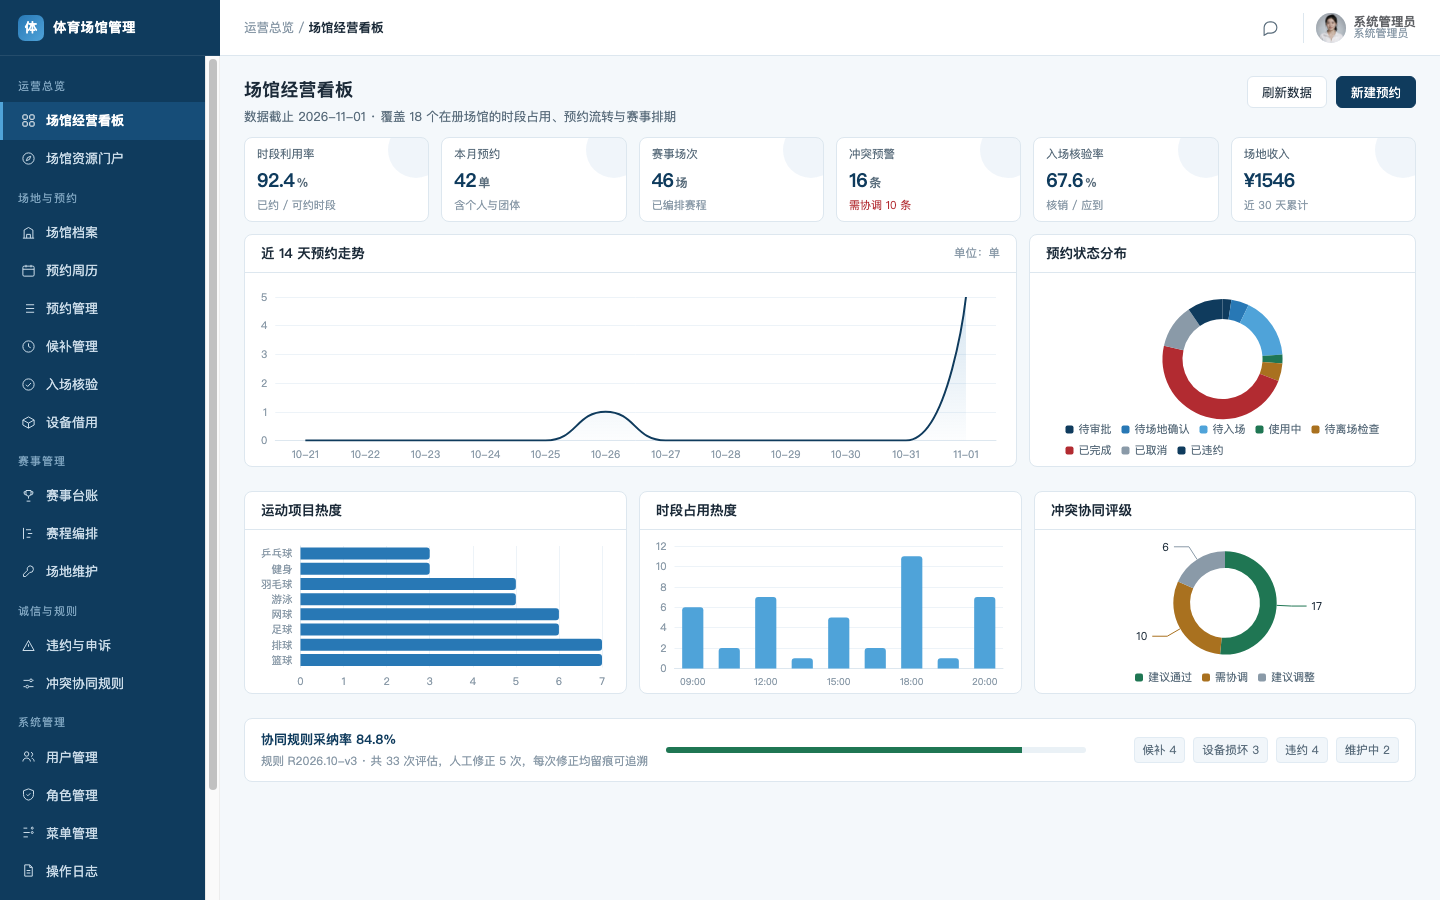 体 体育场馆管理
运营总览 / 场馆经营看板
系统管理员
系统管理员
运营总览
场馆经营看板
场馆资源门户
场地与预约
场馆档案
预约周历
预约管理
候补管理
入场核验
设备借用
赛事管理
赛事台账
赛程编排
场地维护
诚信与规则
违约与申诉
冲突协同规则
系统管理
用户管理
角色管理
菜单管理
操作日志
场馆经营看板
数据截止 2026-11-01 · 覆盖 18 个在册场馆的时段占用、预约流转与赛事排期
刷新数据
新建预约
时段利用率
92.4%
已约 / 可约时段
本月预约
42单
含个人与团体
赛事场次
46场
已编排赛程
冲突预警
16条
需协调 10 条
入场核验率
67.6%
核销 / 应到
场地收入
¥1546
近 30 天累计
近 14 天预约走势
单位：单
5
4
3
2
1
0
10-21 10-22 10-23 10-24 10-25 10-26 10-27 10-28 10-29 10-30 10-31 11-01
预约状态分布
待审批 待场地确认 待入场 使用中 待离场检查
已完成 已取消 已违约
运动项目热度
乒乓球
健身
羽毛球
游泳
网球
足球
排球
篮球
0 1 2 3 4 5 6 7
时段占用热度
12
10
8
6
4
2
0
09:00 12:00 15:00 18:00 20:00
冲突协同评级
6
17
10
建议通过 需协调 建议调整
协同规则采纳率 84.8%
规则 R2026.10-v3 · 共 33 次评估，人工修正 5 次，每次修正均留痕可追溯
候补 4
设备损坏 3
违约 4
维护中 2